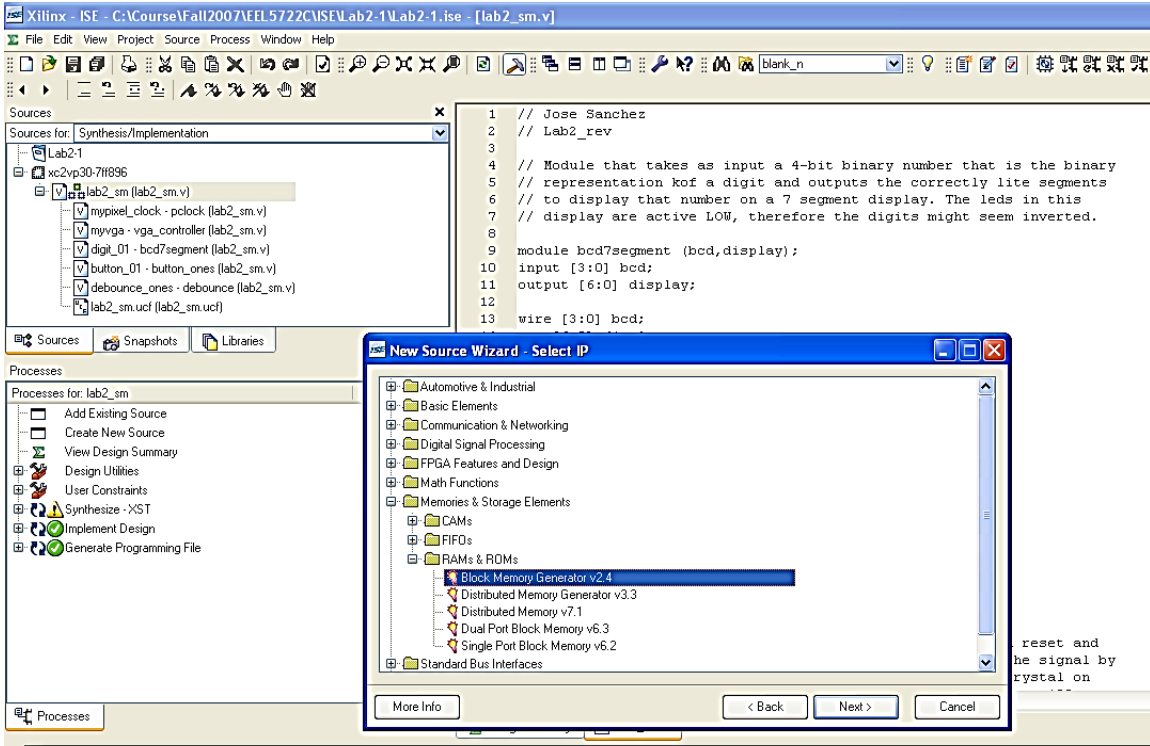 Xilinx - ISE - C:\Course\Fall2007\EEL5722C\ISE\Lab2-1\Lab2-1.ise - [lab2_sm.v]
File Edit View Project Source Process Window Help
blank_n
Sources
Sources for: Synthesis/Implementation
Lab2-1
xc2vp30-7ff896
lab2_sm (lab2_sm.v)
mypixel_clock - pclock (lab2_sm.v)
myvga - vga_controller (lab2_sm.v)
digit_01 - bcd7segment (lab2_sm.v)
button_01 - button_ones (lab2_sm.v)
debounce_ones - debounce (lab2_sm.v)
lab2_sm.ucf (lab2_sm.ucf)
Sources Snapshots Libraries
Processes
Processes for: lab2_sm
Add Existing Source
Create New Source
View Design Summary
Design Utilities
User Constraints
Synthesize - XST
Implement Design
Generate Programming File
Processes
1 // Jose Sanchez
2 // Lab2_rev
3
4 // Module that takes as input a 4-bit binary number that is the binary
5 // representation kof a digit and outputs the correctly lite segments
6 // to display that number on a 7 segment display. The leds in this
7 // display are active LOW, therefore the digits might seem inverted.
8
9 module bcd7segment (bcd,display);
10 input [3:0] bcd;
11 output [6:0] display;
12
13 wire [3:0] bcd;
New Source Wizard - Select IP
Automotive & Industrial
Basic Elements
Communication & Networking
Digital Signal Processing
FPGA Features and Design
Math Functions
Memories & Storage Elements
CAMs
FIFOs
RAMs & ROMs
Block Memory Generator v2.4
Distributed Memory Generator v3.3
Distributed Memory v7.1
Dual Port Block Memory v6.3
Single Port Block Memory v6.2
Standard Bus Interfaces
More Info < Back Next > Cancel
reset and
he signal by
rystal on